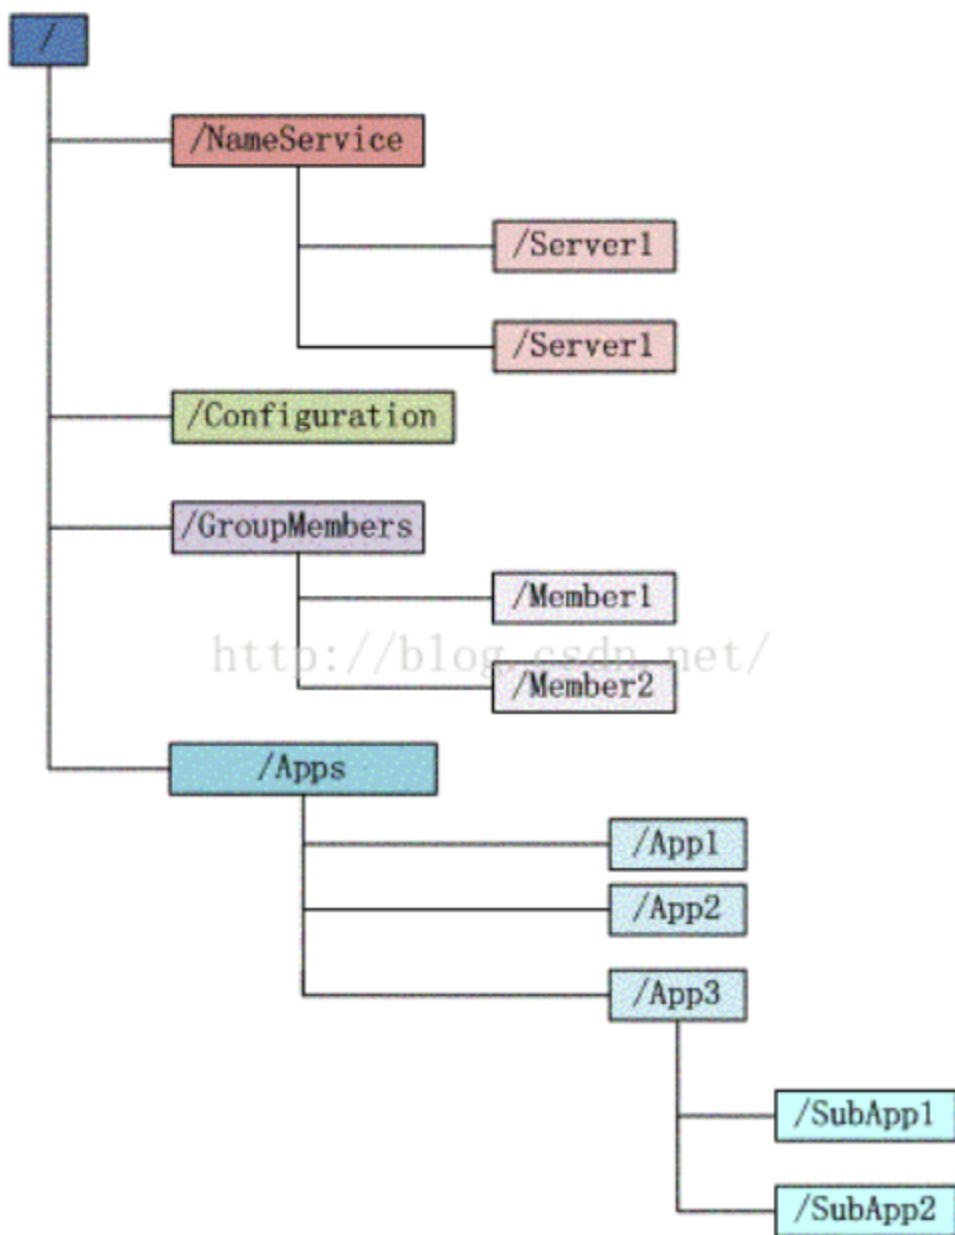 /
/NameService
/Server1
/Server1
/Configuration
/GroupMembers
/Member1
http://blog.csdn.net/
/Member2
/Apps
/App1
/App2
/App3
/SubApp1
/SubApp2